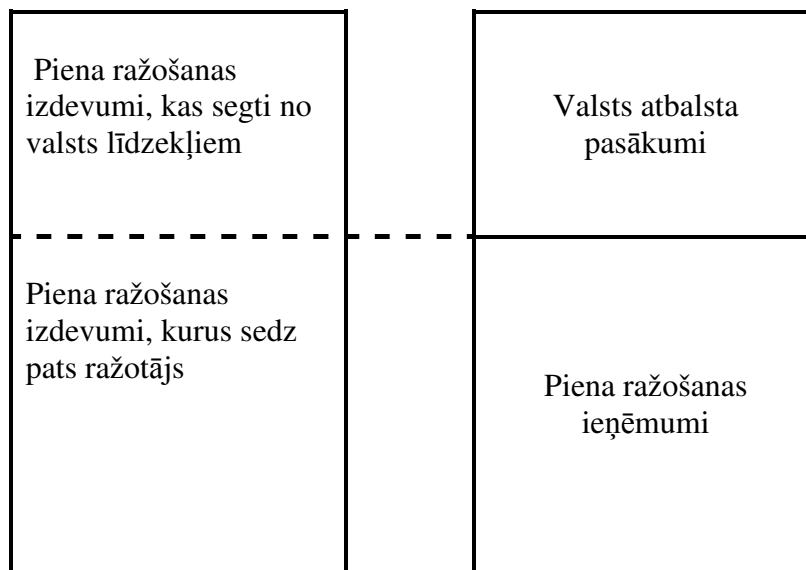 Piena ražošanas
izdevumi, kas segti no
valsts līdzekļiem
Valsts atbalsta
pasākumi
Piena ražošanas
izdevumi, kurus sedz
pats ražotājs
Piena ražošanas
ieņēmumi